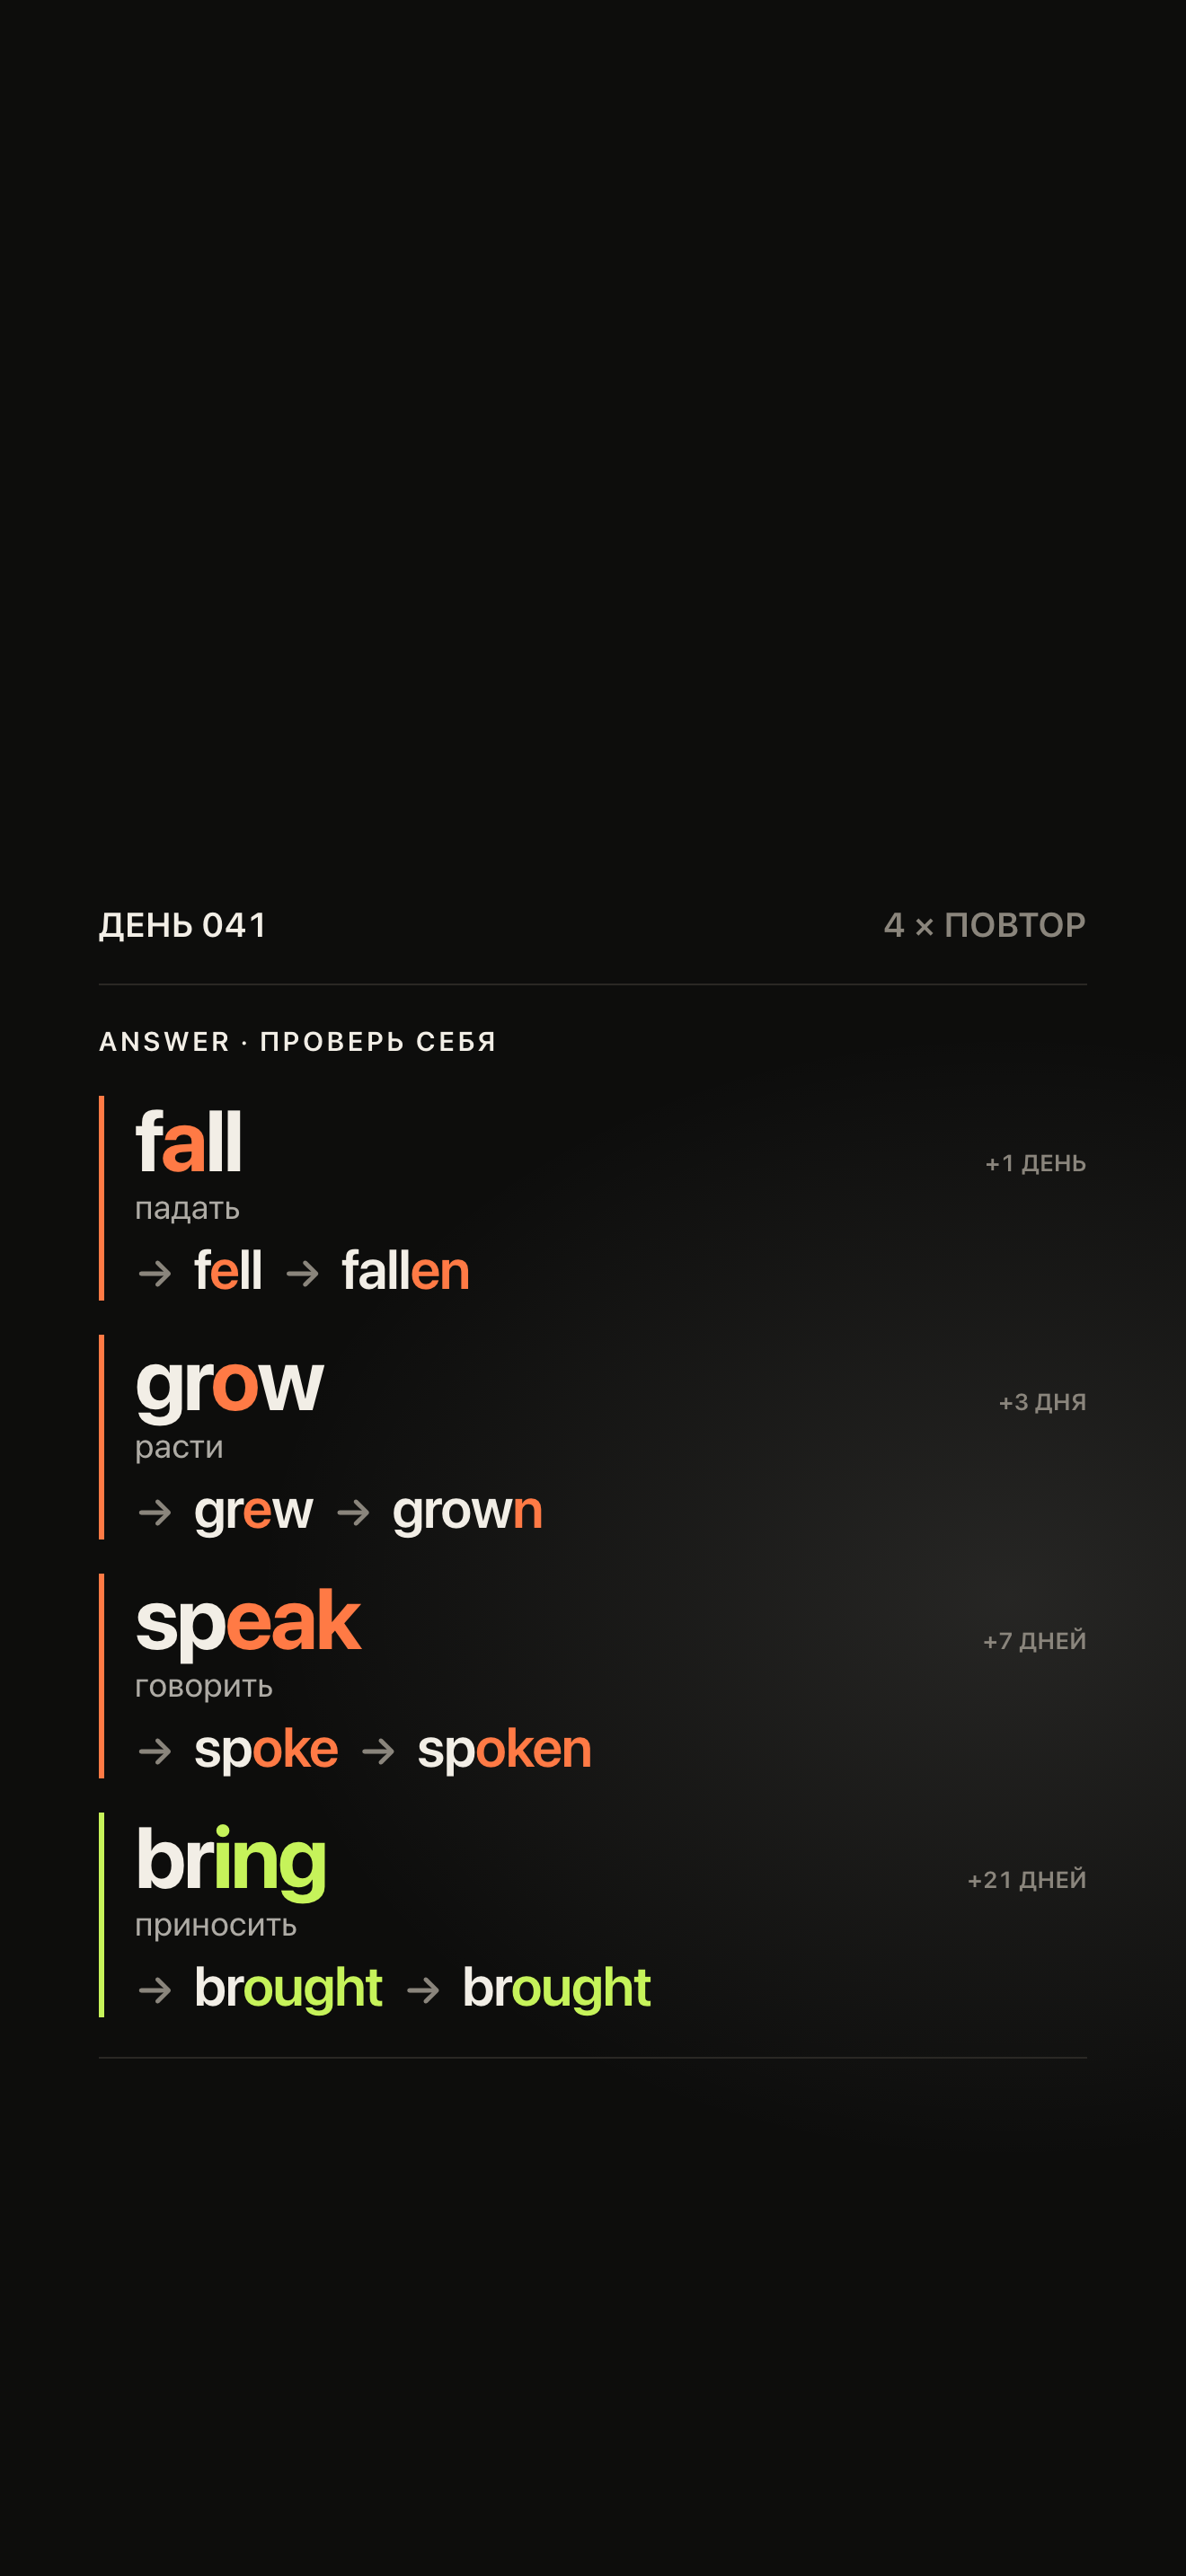 ДЕНЬ 041
4 × ПОВТОР
ANSWER · ПРОВЕРЬ СЕБЯ
fall
+1 ДЕНЬ
падать
→ fell → fallen
grow
+3 ДНЯ
расти
→ grew → grown
speak
+7 ДНЕЙ
говорить
→ spoke → spoken
bring
+21 ДНЕЙ
приносить
→ brought → brought